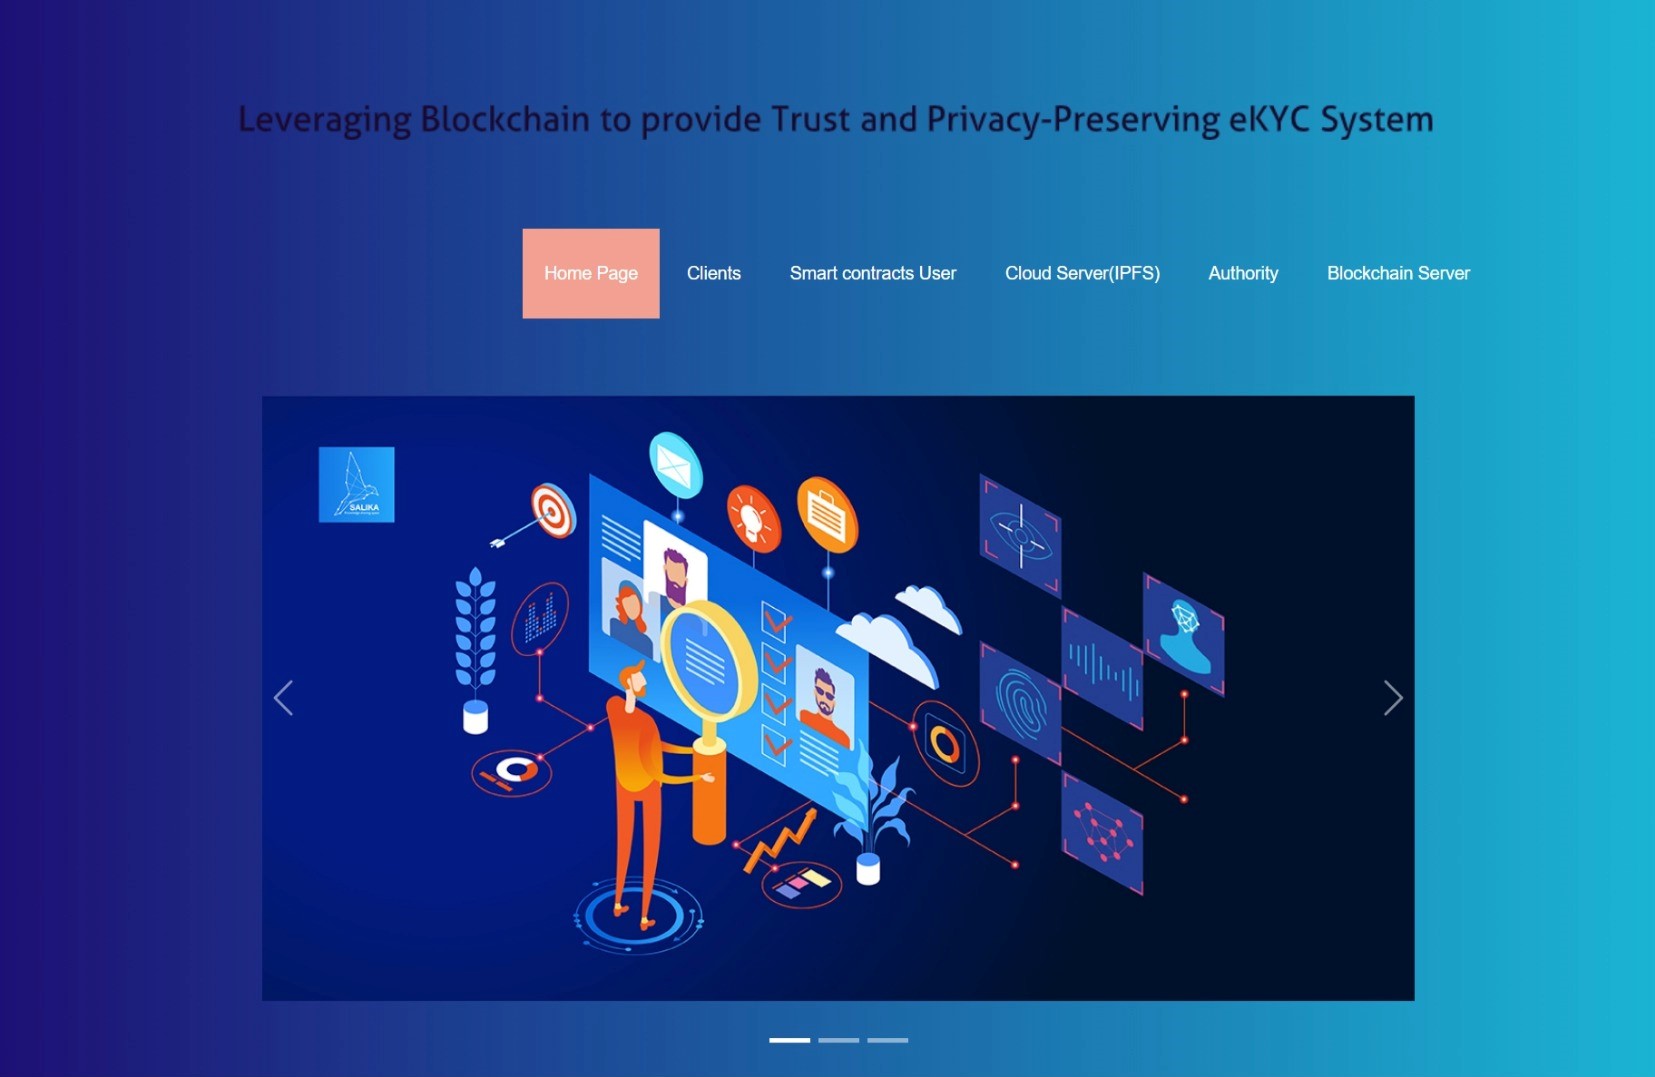 Leveraging Blockchain to provide Trust and Privacy-Preserving eKYC System
Home Page
Clients
Smart contracts User
Cloud Server(IPFS)
Authority
Blockchain Server
SALIKA